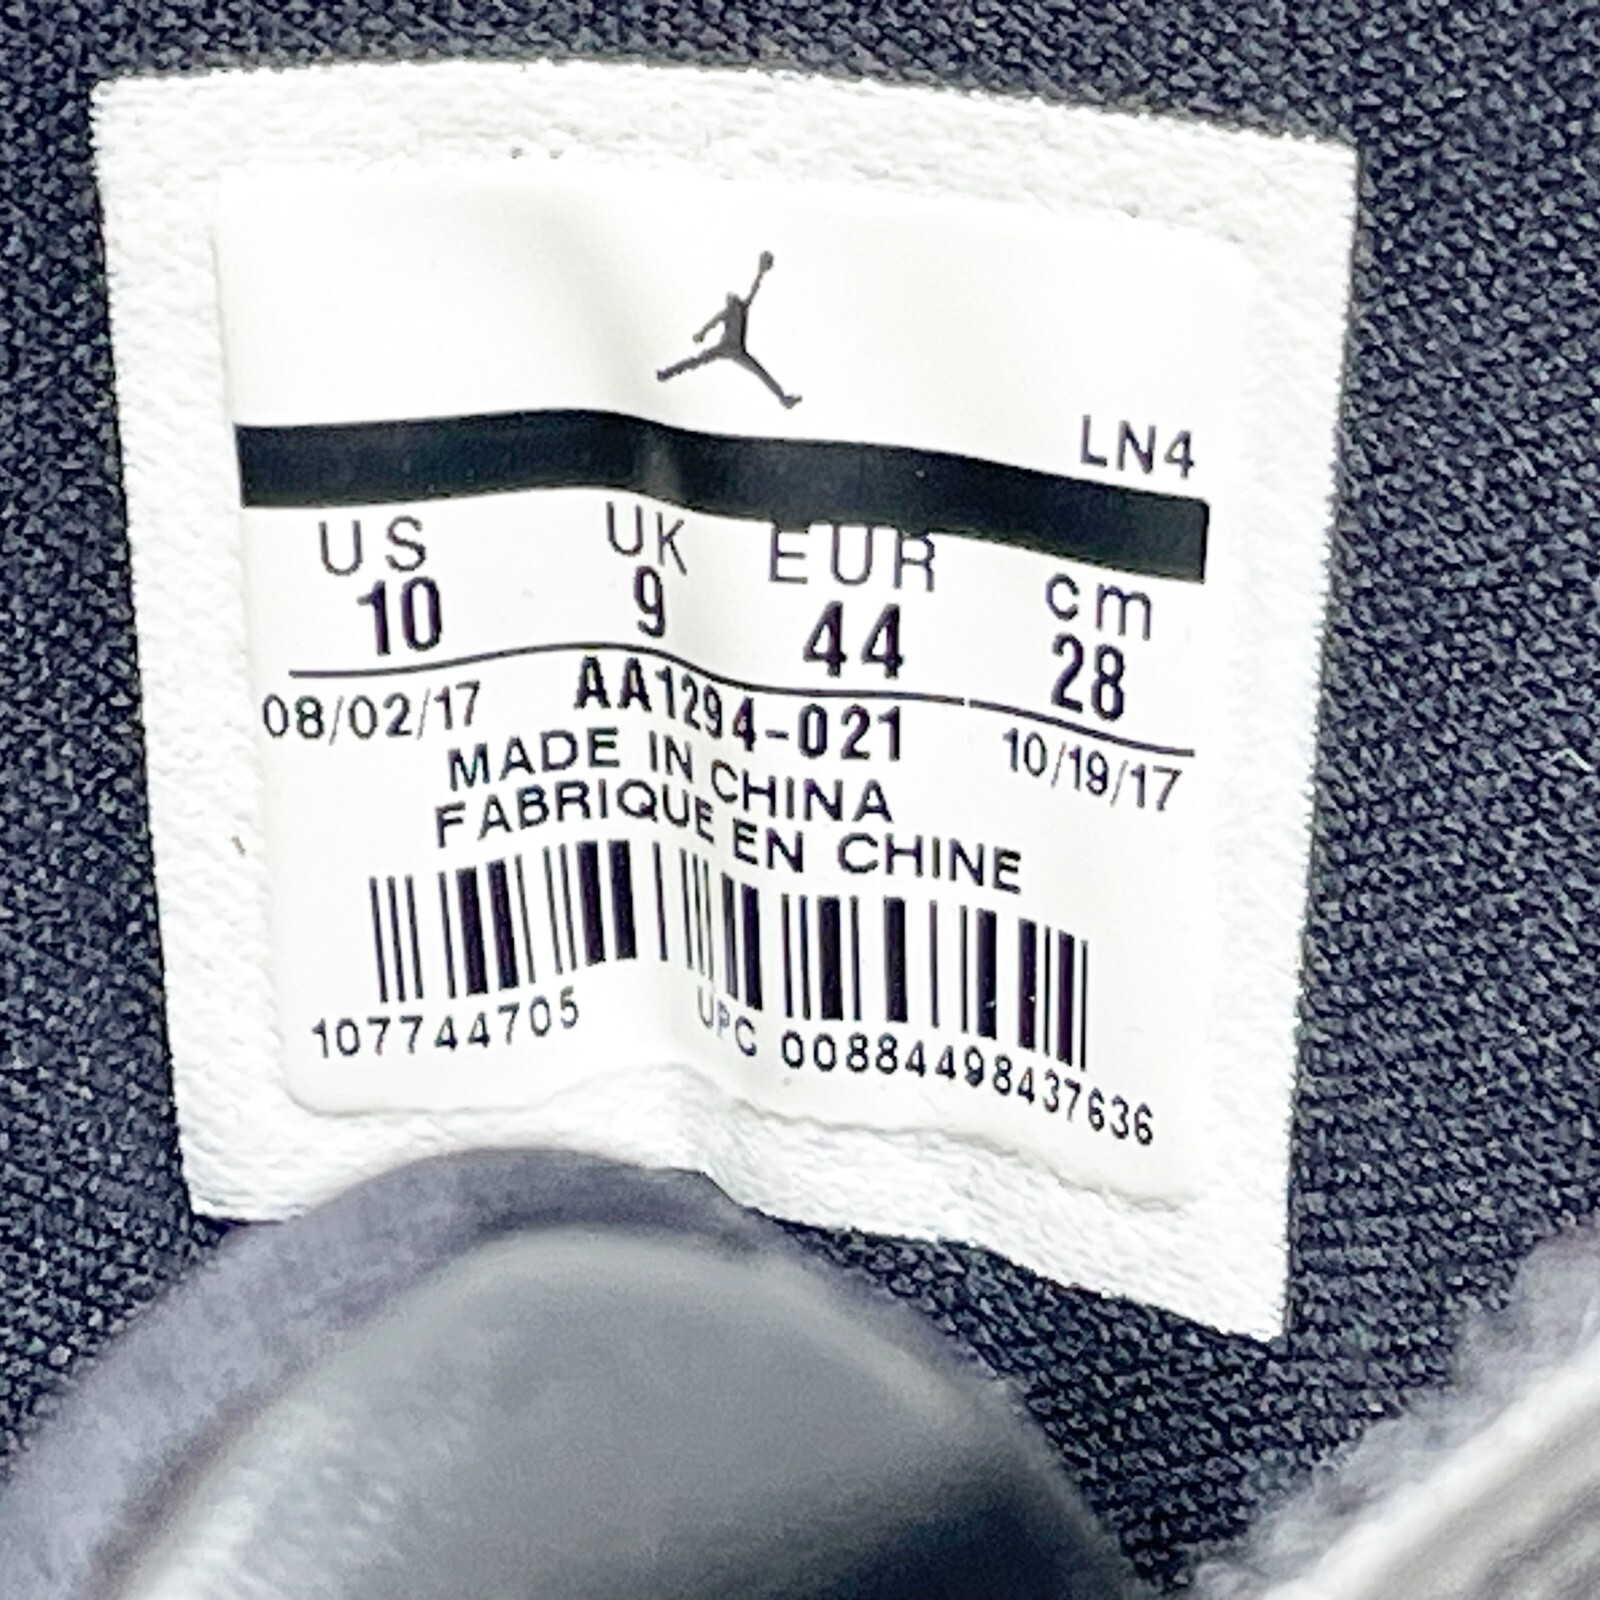 LN4
US UK EUR cm
10 9 44 28
08/02/17 AA1294-021 10/19/17
MADE IN CHINA
FABRIQUE EN CHINE
107744705 UPC 00884498437636